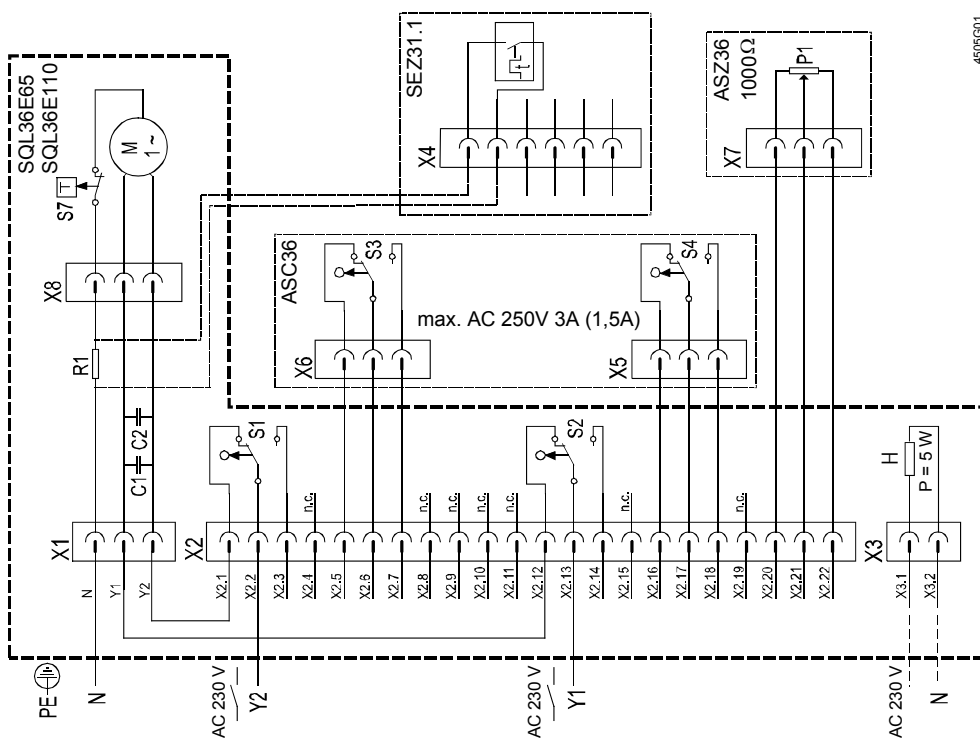 SQL36E65
SQL36E110
S7
T
M
1~
X8
R1
C1
C2
X1
N
Y1
Y2
PE
N
SEZ31.1
X4
ASZ36
1000Ω
P1
X7
ASC36
S3
S4
max. AC 250V 3A (1,5A)
X6
X5
S1
S2
X2
X2.1
X2.2
X2.3
X2.4
n.c.
X2.5
X2.6
X2.7
X2.8
n.c.
X2.9
n.c.
X2.10
n.c.
X2.11
n.c.
X2.12
X2.13
X2.14
X2.15
n.c.
X2.16
X2.17
X2.18
X2.19
n.c.
X2.20
X2.21
X2.22
H
P = 5 W
X3
X3.1
X3.2
AC 230 V
Y2
AC 230 V
Y1
AC 230 V
N
4505G01